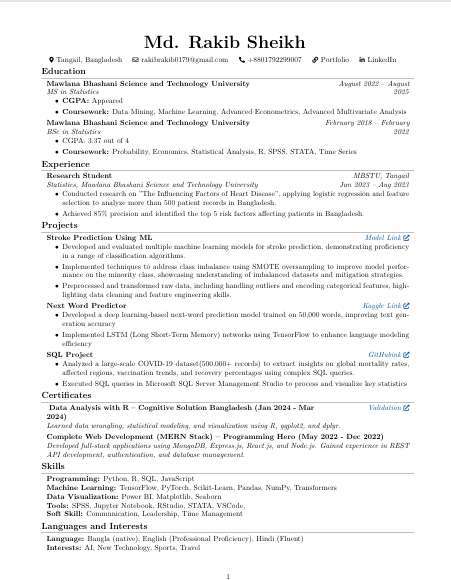 Md. Rakib Sheikh
Tangail, Bangladesh rakibrakib0179@gmail.com +8801792299007 Portfolio LinkedIn
Education
Mawlana Bhashani Science and Technology University August 2022 – August
MS in Statistics 2025
• CGPA: Appeared
• Coursework: Data Mining, Machine Learning, Advanced Econometrics, Advanced Multivariate Analysis
Mawlana Bhashani Science and Technology University February 2018 – February
BSc in Statistics 2022
• CGPA: 3.37 out of 4
• Coursework: Probability, Economics, Statistical Analysis, R, SPSS, STATA, Time Series
Experience
Research Student MBSTU, Tangail
Statistics, Mawlana Bhashani Science and Technology University Jan 2023 – Aug 2023
• Conducted research on "The Influencing Factors of Heart Disease", applying logistic regression and feature
selection to analyze more than 500 patient records in Bangladesh.
• Achieved 85% precision and identified the top 5 risk factors affecting patients in Bangladesh.
Projects
Stroke Prediction Using ML Model Link
• Developed and evaluated multiple machine learning models for stroke prediction, demonstrating proficiency
in a range of classification algorithms.
• Implemented techniques to address class imbalance using SMOTE oversampling to improve model perfor-
mance on the minority class, showcasing understanding of imbalanced datasets and mitigation strategies.
• Preprocessed and transformed raw data, including handling outliers and encoding categorical features, high-
lighting data cleaning and feature engineering skills.
Next Word Predictor Kaggle Link
• Developed a deep learning-based next-word prediction model trained on 50,000 words, improving text gen-
eration accuracy
• Implemented LSTM (Long Short-Term Memory) networks using TensorFlow to enhance language modeling
efficiency
SQL Project GitHubink
• Analyzed a large-scale COVID-19 dataset(500,000+ records) to extract insights on global mortality rates,
affected regions, vaccination trends, and recovery percentages using complex SQL queries.
• Executed SQL queries in Microsoft SQL Server Management Studio to process and visualize key statistics
Certificates
Data Analysis with R – Cognitive Solution Bangladesh (Jan 2024 - Mar Validation
2024)
Learned data wrangling, statistical modeling, and visualization using R, ggplot2, and dplyr.
Complete Web Development (MERN Stack) – Programming Hero (May 2022 - Dec 2022)
Developed full-stack applications using MongoDB, Express.js, React.js, and Node.js. Gained experience in REST
API development, authentication, and database management.
Skills
Programming: Python, R, SQL, JavaScript
Machine Learning: TensorFlow, PyTorch, Scikit-Learn, Pandas, NumPy, Transformers
Data Visualization: Power BI, Matplotlib, Seaborn
Tools: SPSS, Jupyter Notebook, RStudio, STATA, VSCode,
Soft Skill: Communication, Leadership, Time Management
Languages and Interests
Language: Bangla (native), English (Professional Proficiency), Hindi (Fluent)
Interests: AI, New Technology, Sports, Travel
1